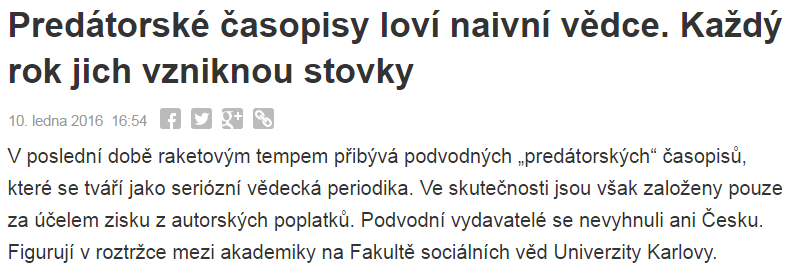 Predátorské časopisy loví naivní vědce. Každý
rok jich vzniknou stovky
10. ledna 2016 16:54
V poslední době raketovým tempem přibývá podvodných „predátorských“ časopisů,
které se tváří jako seriózní vědecká periodika. Ve skutečnosti jsou však založeny pouze
za účelem zisku z autorských poplatků. Podvodní vydavatelé se nevyhnuli ani Česku.
Figurují v roztržce mezi akademiky na Fakultě sociálních věd Univerzity Karlovy.